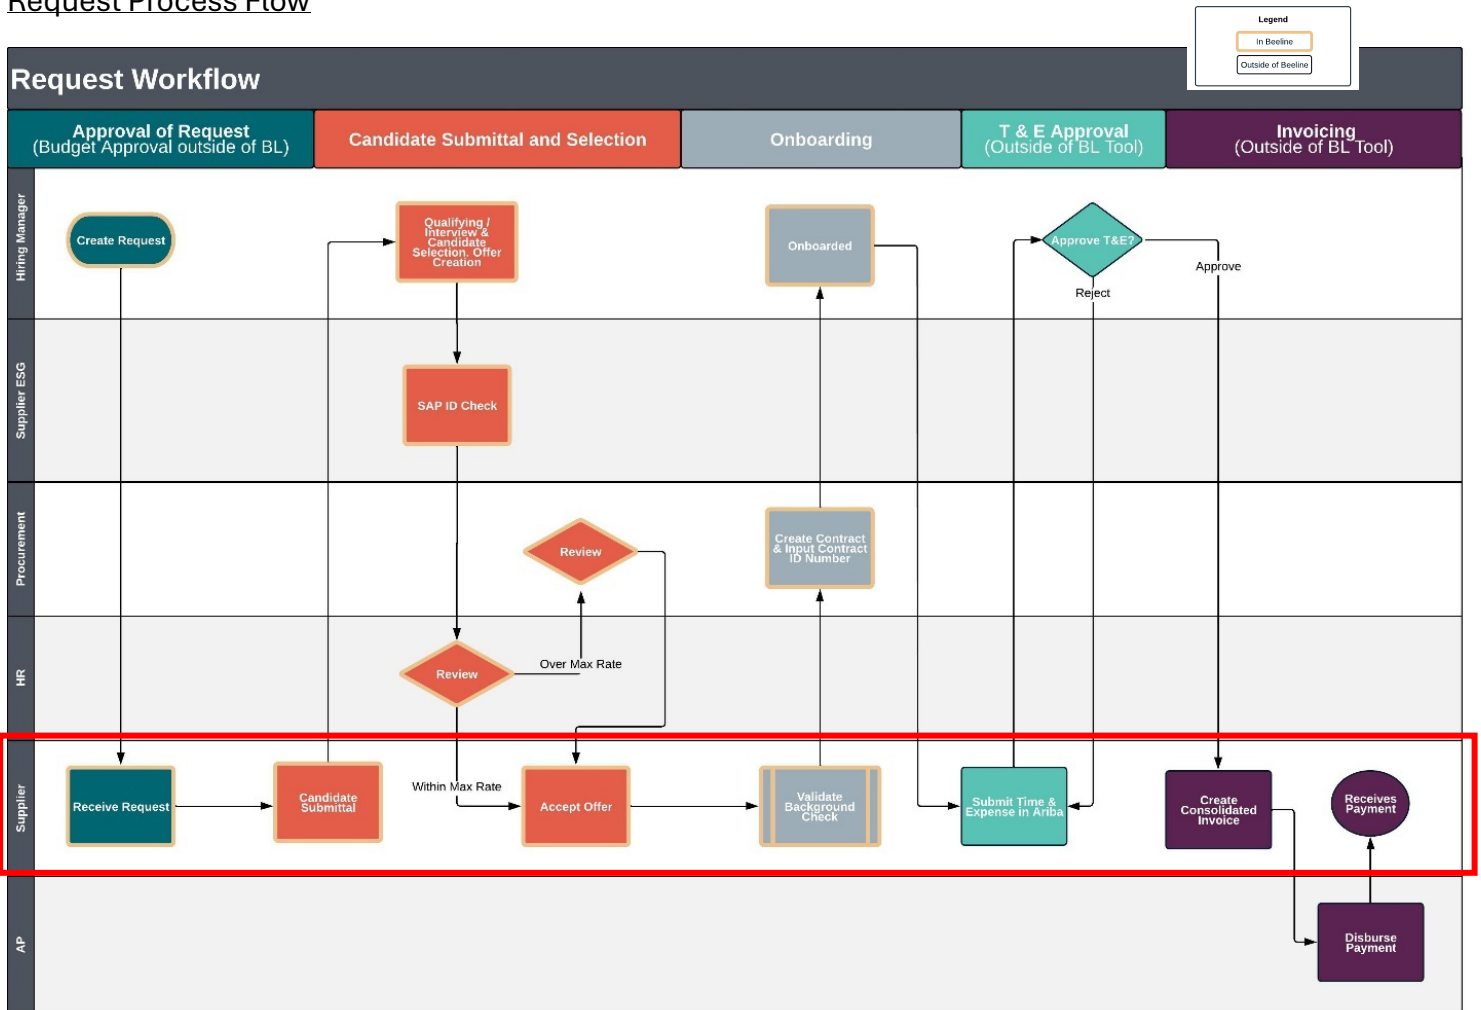 Request Process Flow
Legend
In Beeline
Outside of Beeline
Request Workflow
Approval of Request
(Budget Approval outside of BL)
Candidate Submittal and Selection
Onboarding
T & E Approval
(Outside of BL Tool)
Invoicing
(Outside of BL Tool)
Hiring Manager
Create Request
Qualifying /
Interview &
Candidate
Selection. Offer
Creation
Onboarded
Approve T&E?
Approve
Reject
Supplier ESG
SAP ID Check
Procurement
Review
Create Contract
& Input Contract
ID Number
HR
Review
Over Max Rate
Supplier
Receive Request
Candidate
Submittal
Within Max Rate
Accept Offer
Validate
Background
Check
Submit Time &
Expense in Ariba
Create
Consolidated
Invoice
Receives
Payment
AP
Disburse
Payment